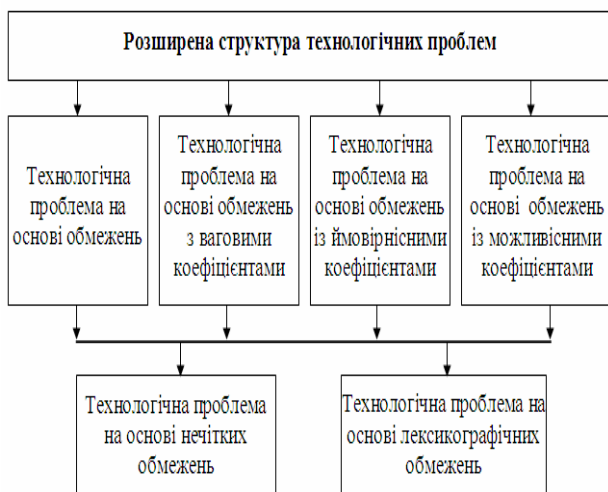 Розширена структура технологічних проблем
Технологічна
проблема на
основі обмежень
Технологічна
проблема на
основі обмежень
з ваговими
коефіцієнтами
Технологічна
проблема на
основі обмежень
із ймовірнісними
коефіцієнтами
Технологічна
проблема на
основі обмежень
із можливісними
коефіцієнтами
Технологічна проблема
на основі нечітких
обмежень
Технологічна проблема на
основі лексикографічних
обмежень